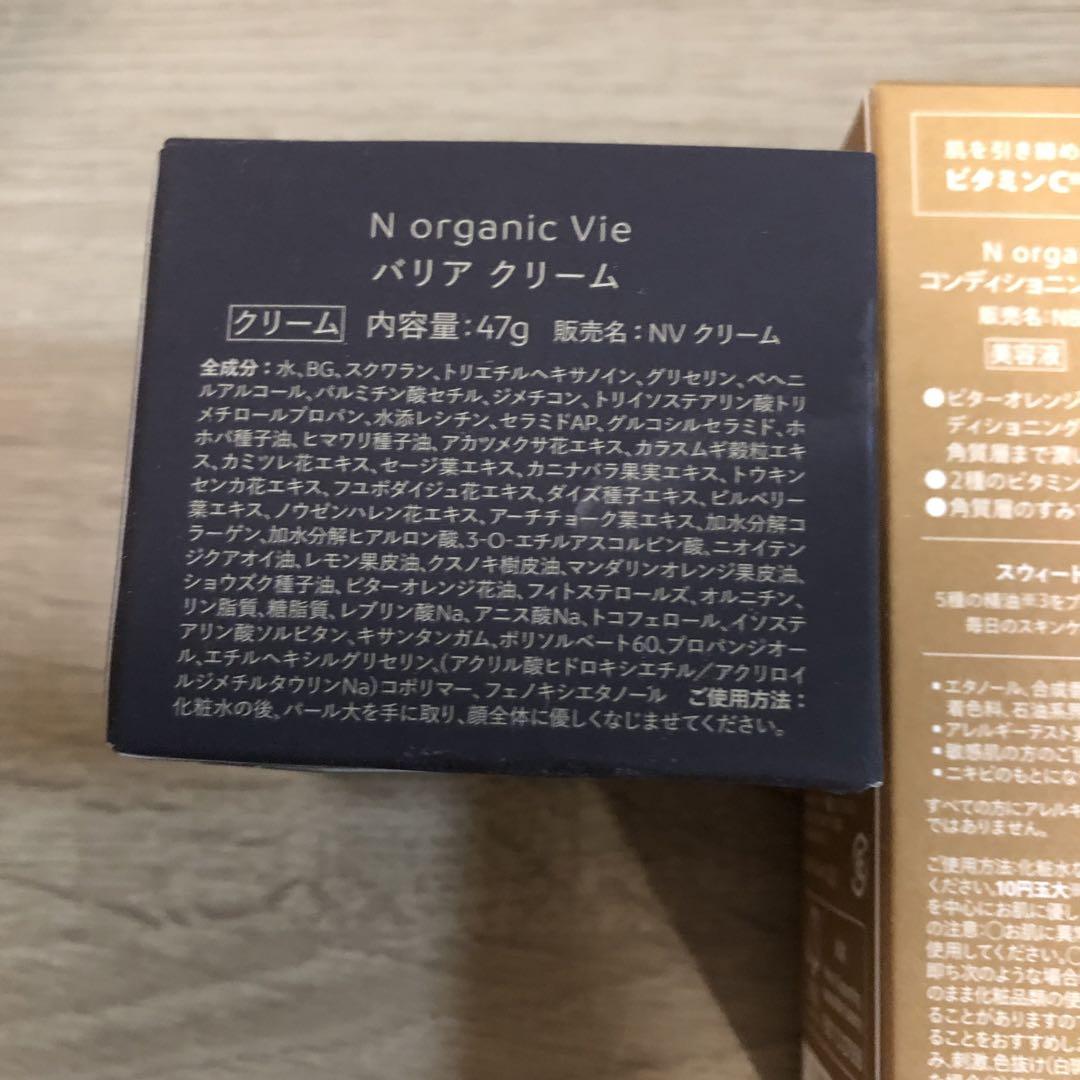 N organic Vie
バリア クリーム
クリーム 内容量:47g 販売名:NV クリーム
全成分:水、BG、スクワラン、トリエチルヘキサノイン、グリセリン、ベヘニ
ルアルコール、パルミチン酸セチル、ジメチコン、トリイソステアリン酸トリ
メチロールプロパン、水添レシチン、セラミドAP、グルコシルセラミド、ホ
ホバ種子油、ヒマワリ種子油、アカツメクサ花エキス、カラスムギ穀粒エキ
ス、カミツレ花エキス、セージ葉エキス、カニナバラ果実エキス、トウキン
センカ花エキス、フユボダイジュ花エキス、ダイズ種子エキス、ビルベリー
葉エキス、ノウゼンハレン花エキス、アーチチョーク葉エキス、加水分解コ
ラーゲン、加水分解ヒアルロン酸、3-O-エチルアスコルビン酸、ニオイテン
ジクアオイ油、レモン果皮油、クスノキ樹皮油、マンダリンオレンジ果皮油、
ショウズク種子油、ビターオレンジ花油、フィトステロールズ、オルニチン、
リン脂質、糖脂質、レブリン酸Na、アニス酸Na、トコフェロール、イソステ
アリン酸ソルビタン、キサンタンガム、ポリソルベート60、プロパンジオー
ル、エチルヘキシルグリセリン、(アクリル酸ヒドロキシエチル/アクリロイ
ルジメチルタウリンNa)コポリマー、フェノキシエタノール ご使用方法:
化粧水の後、パール大を手に取り、顔全体に優しくなじませてください。
肌を引き締め
ビタミンC
N orga
コンディショニン
販売名:NB
美容液
●ビターオレンジ
ディショニング
角質層まで潤い
●2種のビタミン
●角質層のすみ
スウィート
5種の精油※3をブ
毎日のスキンケ
•エタノール、合成香
着色料、石油系界
•アレルギーテスト
•敏感肌の方のご
•ニキビのもとにな
すべての方にアレルギ
ではありません。
ご使用方法:化粧水な
ください。10円玉大
を中心にお肌に優し
の注意:○お肌に異
使用してください。○
即ち次のような場合
のまま化粧品類の使
ることがありますので
ることをおすすめしま
み、刺激、色抜け(白斑